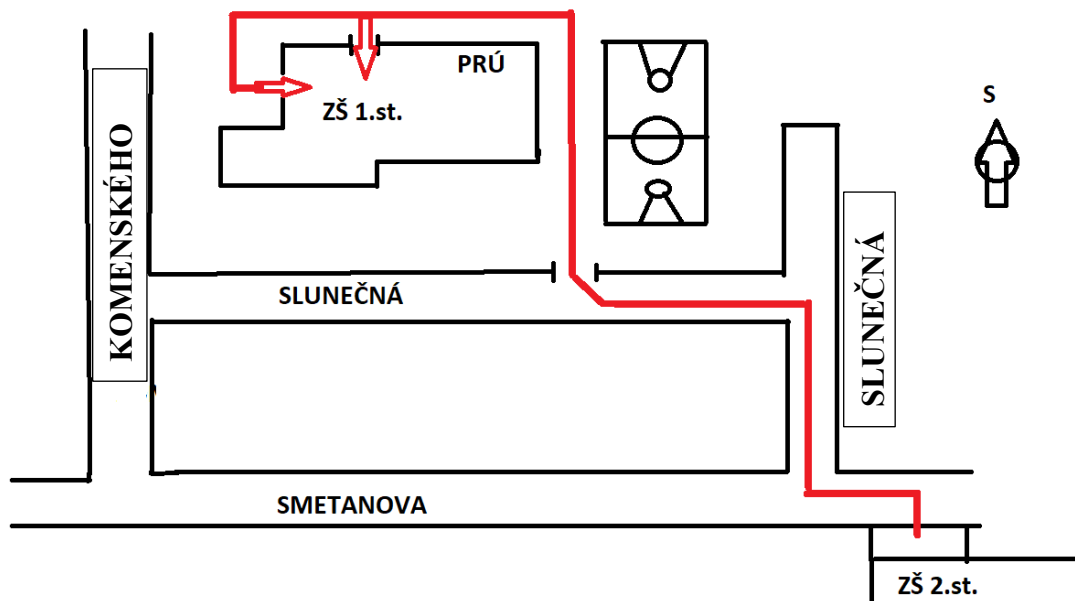 PRÚ
S
ZŠ 1.st.
KOMENSKÉHO
SLUNEČNÁ
SLUNEČNÁ
SMETANOVA
ZŠ 2.st.